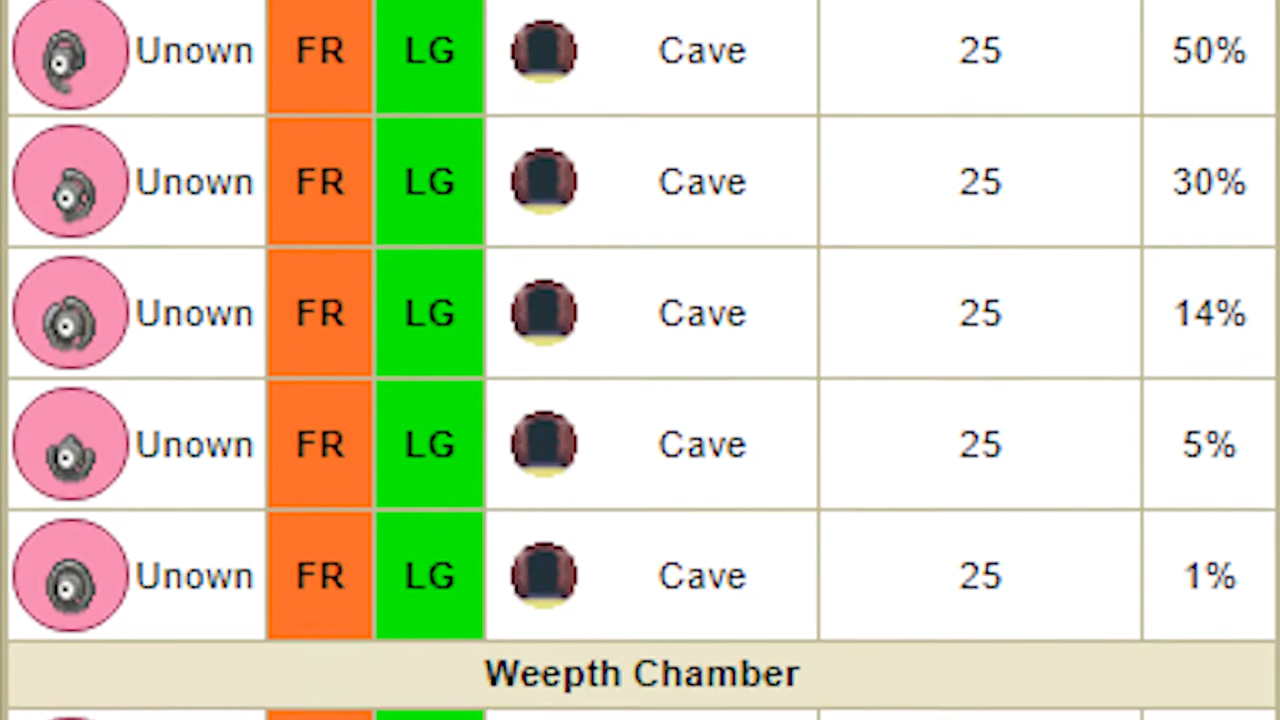 Unown FR LG Cave 25 50%
Unown FR LG Cave 25 30%
Unown FR LG Cave 25 14%
Unown FR LG Cave 25 5%
Unown FR LG Cave 25 1%
Weepth Chamber